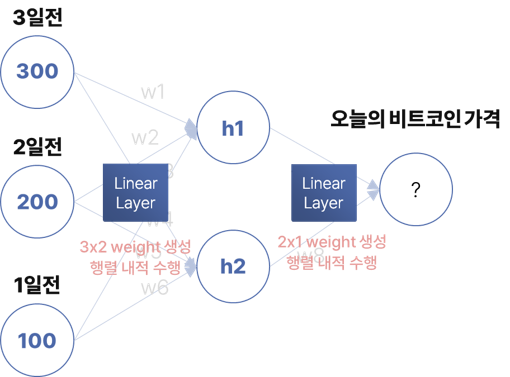 3일전
300
w1
h1
오늘의 비트코인 가격
2일전
w2
200
Linear
Layer
3
Linear
Layer
?
w4
3x2 weight 생성
행렬 내적 수행
w5
2x1 weight 생성
행렬 내적 수행
w8
h2
1일전
w6
100